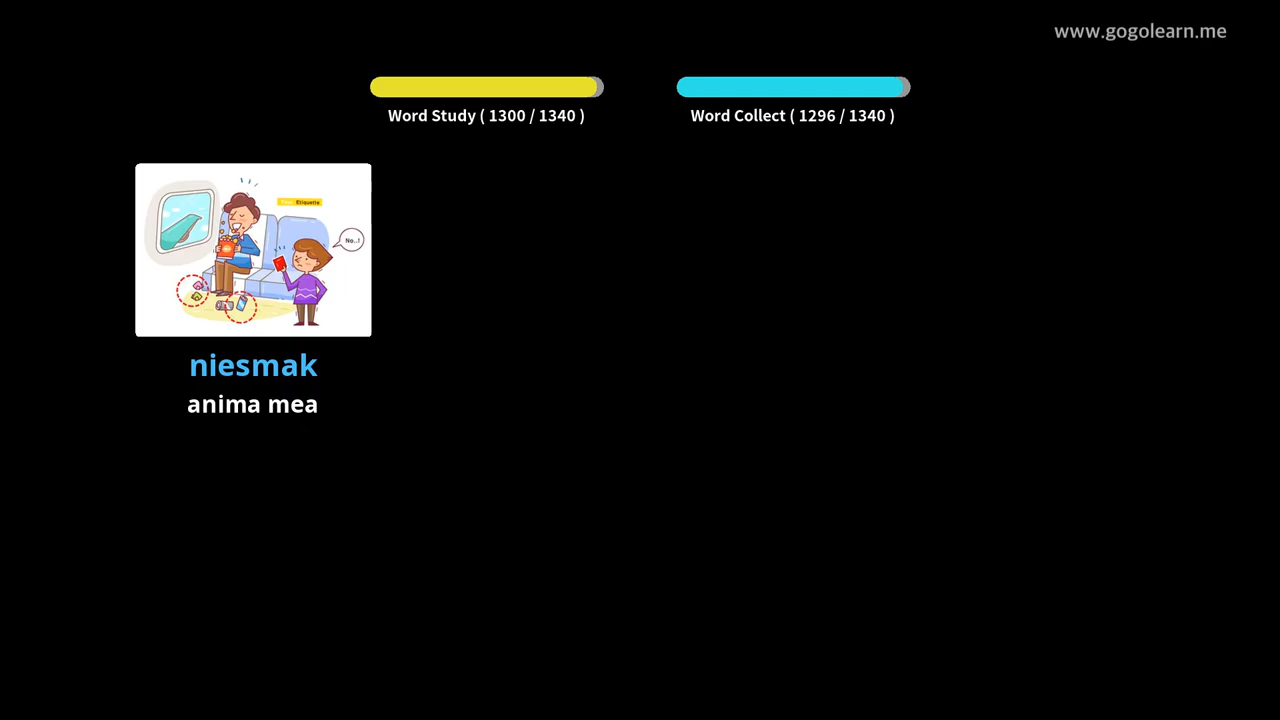 www.gogolearn.me
Word Study ( 1300 / 1340 )
Word Collect ( 1296 / 1340 )
Etiquette
No..!
niesmak
anima mea